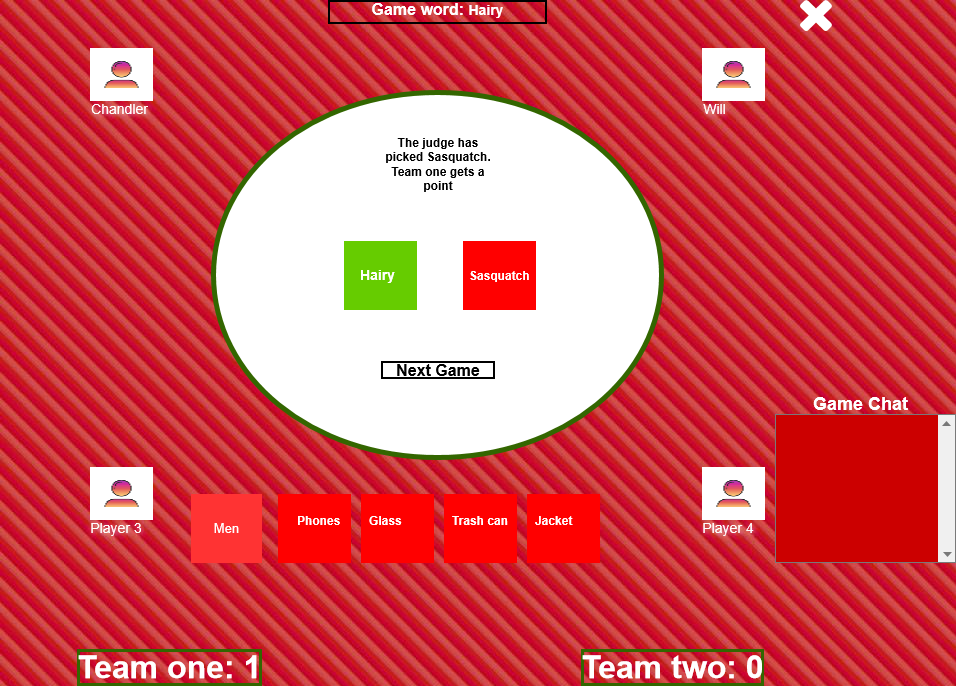 Game word: Hairy
Chandler
Will
The judge has
picked Sasquatch.
Team one gets a
point
Hairy
Sasquatch
Next Game
Game Chat
Player 3
Men
Phones
Glass
Trash can
Jacket
Player 4
Team one: 1
Team two: 0